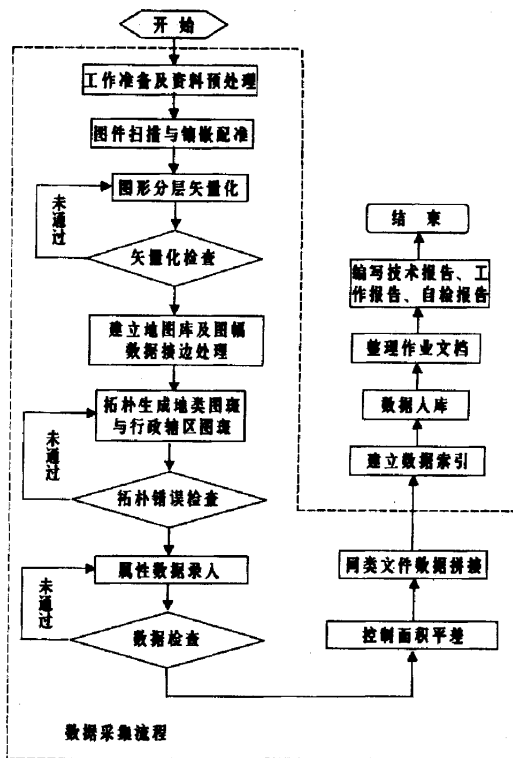 开始
工作准备及资料预处理
图件扫描与镶嵌配准
图形分层矢量化
未通过
矢量化检查
建立地图库及图幅
数据接边处理
拓朴生成地类图斑
与行政辖区图斑
未通过
拓朴错误检查
属性数据录入
未通过
数据检查
控制面积平差
同类文件数据拼接
建立数据索引
数据入库
整理作业文档
编写技术报告、工
作报告、自检报告
结束
数据采集流程